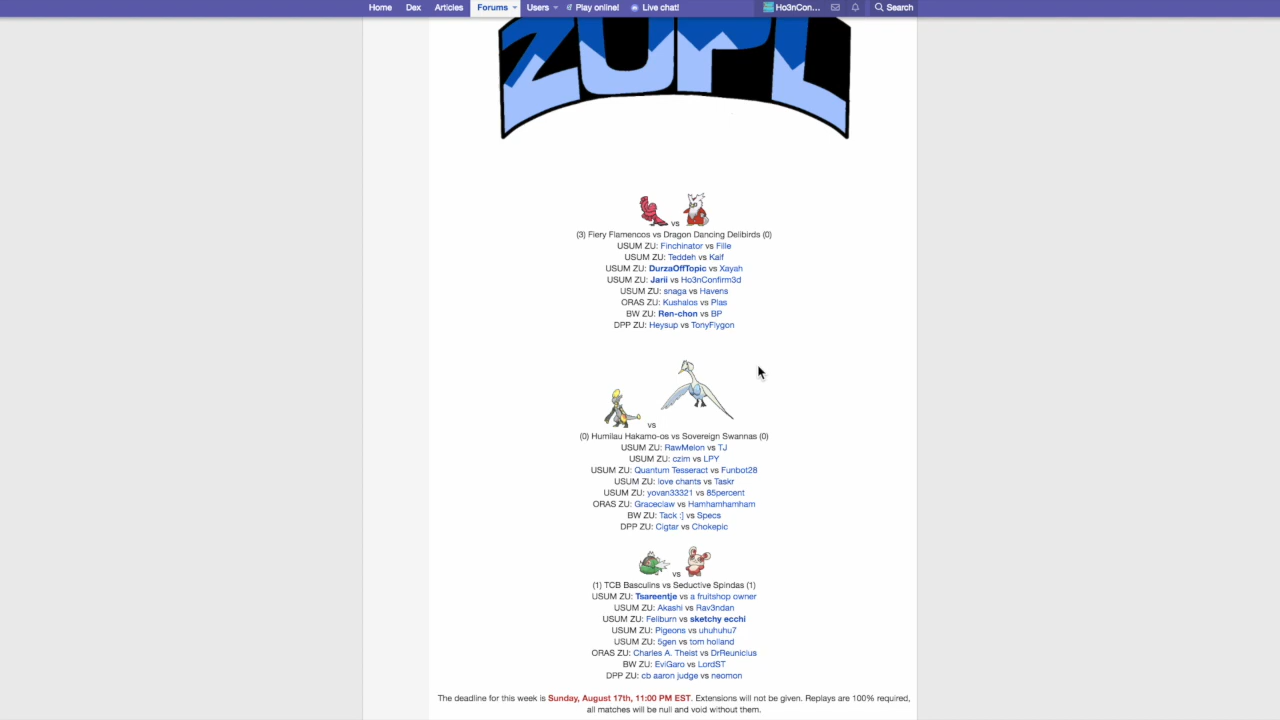 Home Dex Articles Forums Users Play online! Live chat! Ho3nCon... Search
ZUPL
vs
(3) Fiery Flamencos vs Dragon Dancing Delibirds (0)
USUM ZU: Finchinator vs Fille
USUM ZU: Teddeh vs Kaif
USUM ZU: DurzaOffTopic vs Xayah
USUM ZU: Jarii vs Ho3nConfirm3d
USUM ZU: snaga vs Havens
ORAS ZU: Kushalos vs Plas
BW ZU: Ren-chon vs BP
DPP ZU: Heysup vs TonyFlygon
vs
(0) Humilau Hakamo-os vs Sovereign Swannas (0)
USUM ZU: RawMelon vs TJ
USUM ZU: czim vs LPY
USUM ZU: Quantum Tesseract vs Funbot28
USUM ZU: love chants vs Taskr
USUM ZU: yovan33321 vs 85percent
ORAS ZU: Graceclaw vs Hamhamhamham
BW ZU: Tack :] vs Specs
DPP ZU: Cigtar vs Chokepic
vs
(1) TCB Basculins vs Seductive Spindas (1)
USUM ZU: Tsareentje vs a fruitshop owner
USUM ZU: Akashi vs Rav3ndan
USUM ZU: Feliburn vs sketchy ecchi
USUM ZU: Pigeons vs uhuhuhu7
USUM ZU: 5gen vs tom holland
ORAS ZU: Charles A. Theist vs DrReunicius
BW ZU: EviGaro vs LordST
DPP ZU: cb aaron judge vs neomon
The deadline for this week is Sunday, August 17th, 11:00 PM EST. Extensions will not be given. Replays are 100% required,
all matches will be null and void without them.